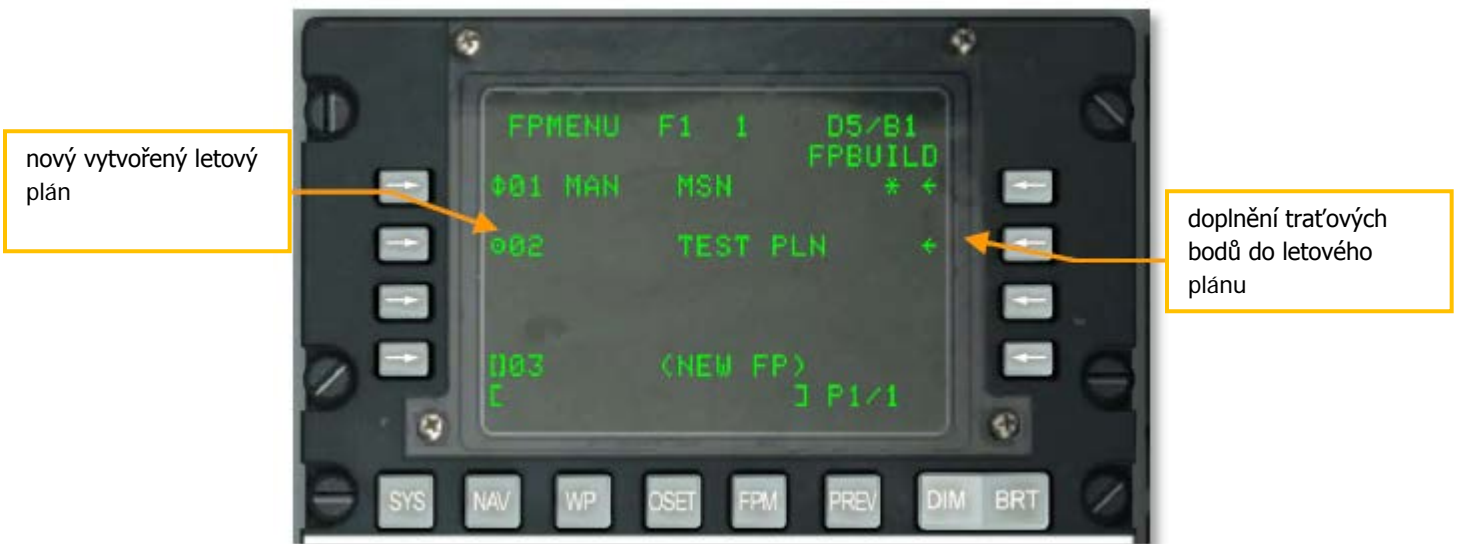 FPMENU F1 1 D5/B1
FPBUILD
nový vytvořený letový
plán
Φ01 MAN MSN * ←
doplnění traťových
bodů do letového
plánu
⊙02 TEST PLN ←
[]03 (NEW FP)
[ ] P1/1
SYS NAV WP OSET FPM PREV DIM BRT